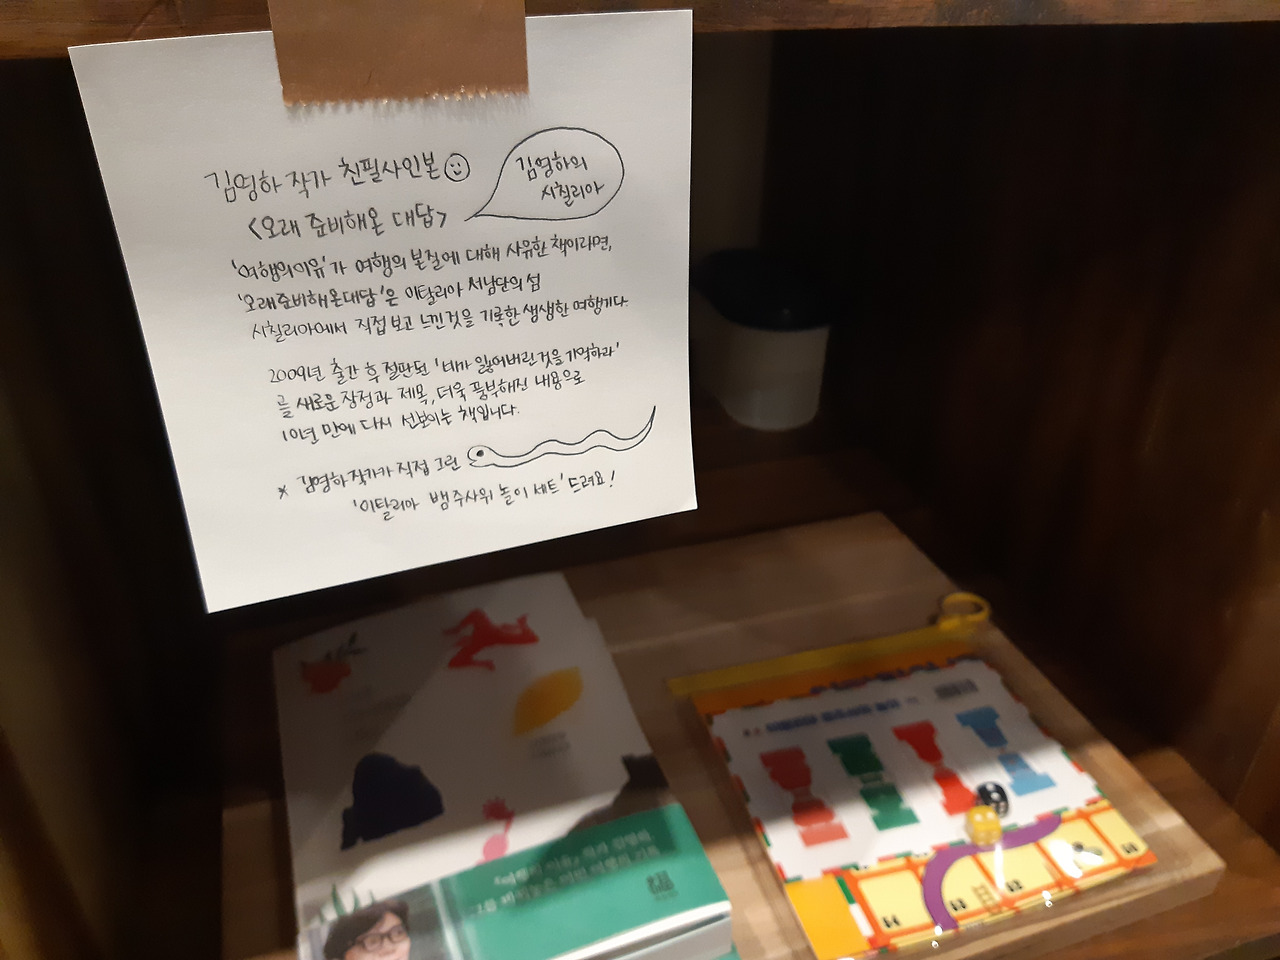 김영하 작가 친필사인본
김영하의
시칠리아
<오래 준비해온 대답>
'여행의이유'가 여행의 본질에 대해 사유한 책이라면,
'오래준비해온대답'은 이탈리아 서남단의 섬
시칠리아에서 직접 보고 느낀것을 기록한 생생한 여행기다.
2009년 출간 후 절판된 '네가 잃어버린것을 기억하라'
를 새로운 장정과 제목, 더욱 풍부해진 내용으로
10년 만에 다시 선보이는 책입니다.
* 김영하작가가 직접 그린
'이탈리아 뱀주사위 놀이 세트' 드려요!